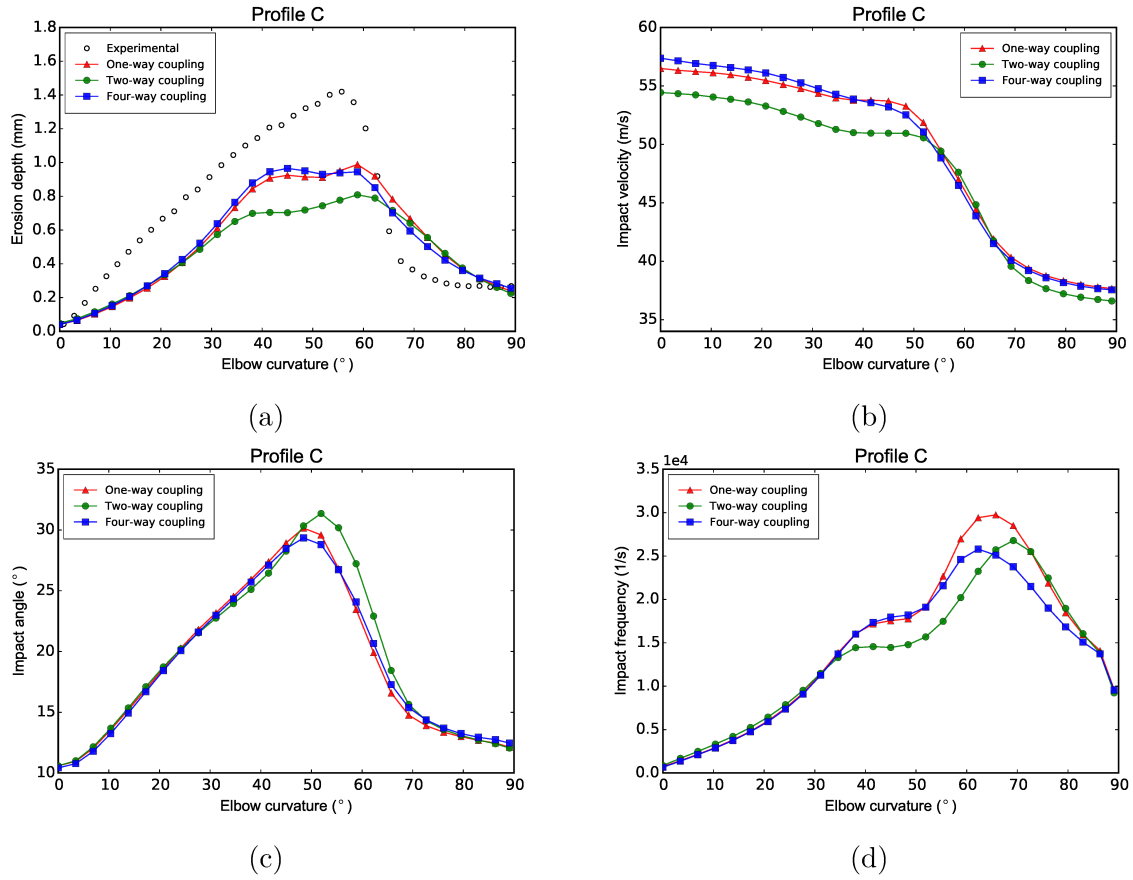 Profile C
1.8
1.6
1.4
1.2
1.0
0.8
0.6
0.4
0.2
0.0
Erosion depth (mm)
Experimental
One-way coupling
Two-way coupling
Four-way coupling
0 10 20 30 40 50 60 70 80 90
Elbow curvature (°)
(a)
Profile C
60
55
50
45
40
35
Impact velocity (m/s)
One-way coupling
Two-way coupling
Four-way coupling
0 10 20 30 40 50 60 70 80 90
Elbow curvature (°)
(b)
Profile C
35
30
25
20
15
10
Impact angle (°)
One-way coupling
Two-way coupling
Four-way coupling
0 10 20 30 40 50 60 70 80 90
Elbow curvature (°)
(c)
Profile C
1e4
3.5
3.0
2.5
2.0
1.5
1.0
0.5
0.0
Impact frequency (1/s)
One-way coupling
Two-way coupling
Four-way coupling
0 10 20 30 40 50 60 70 80 90
Elbow curvature (°)
(d)